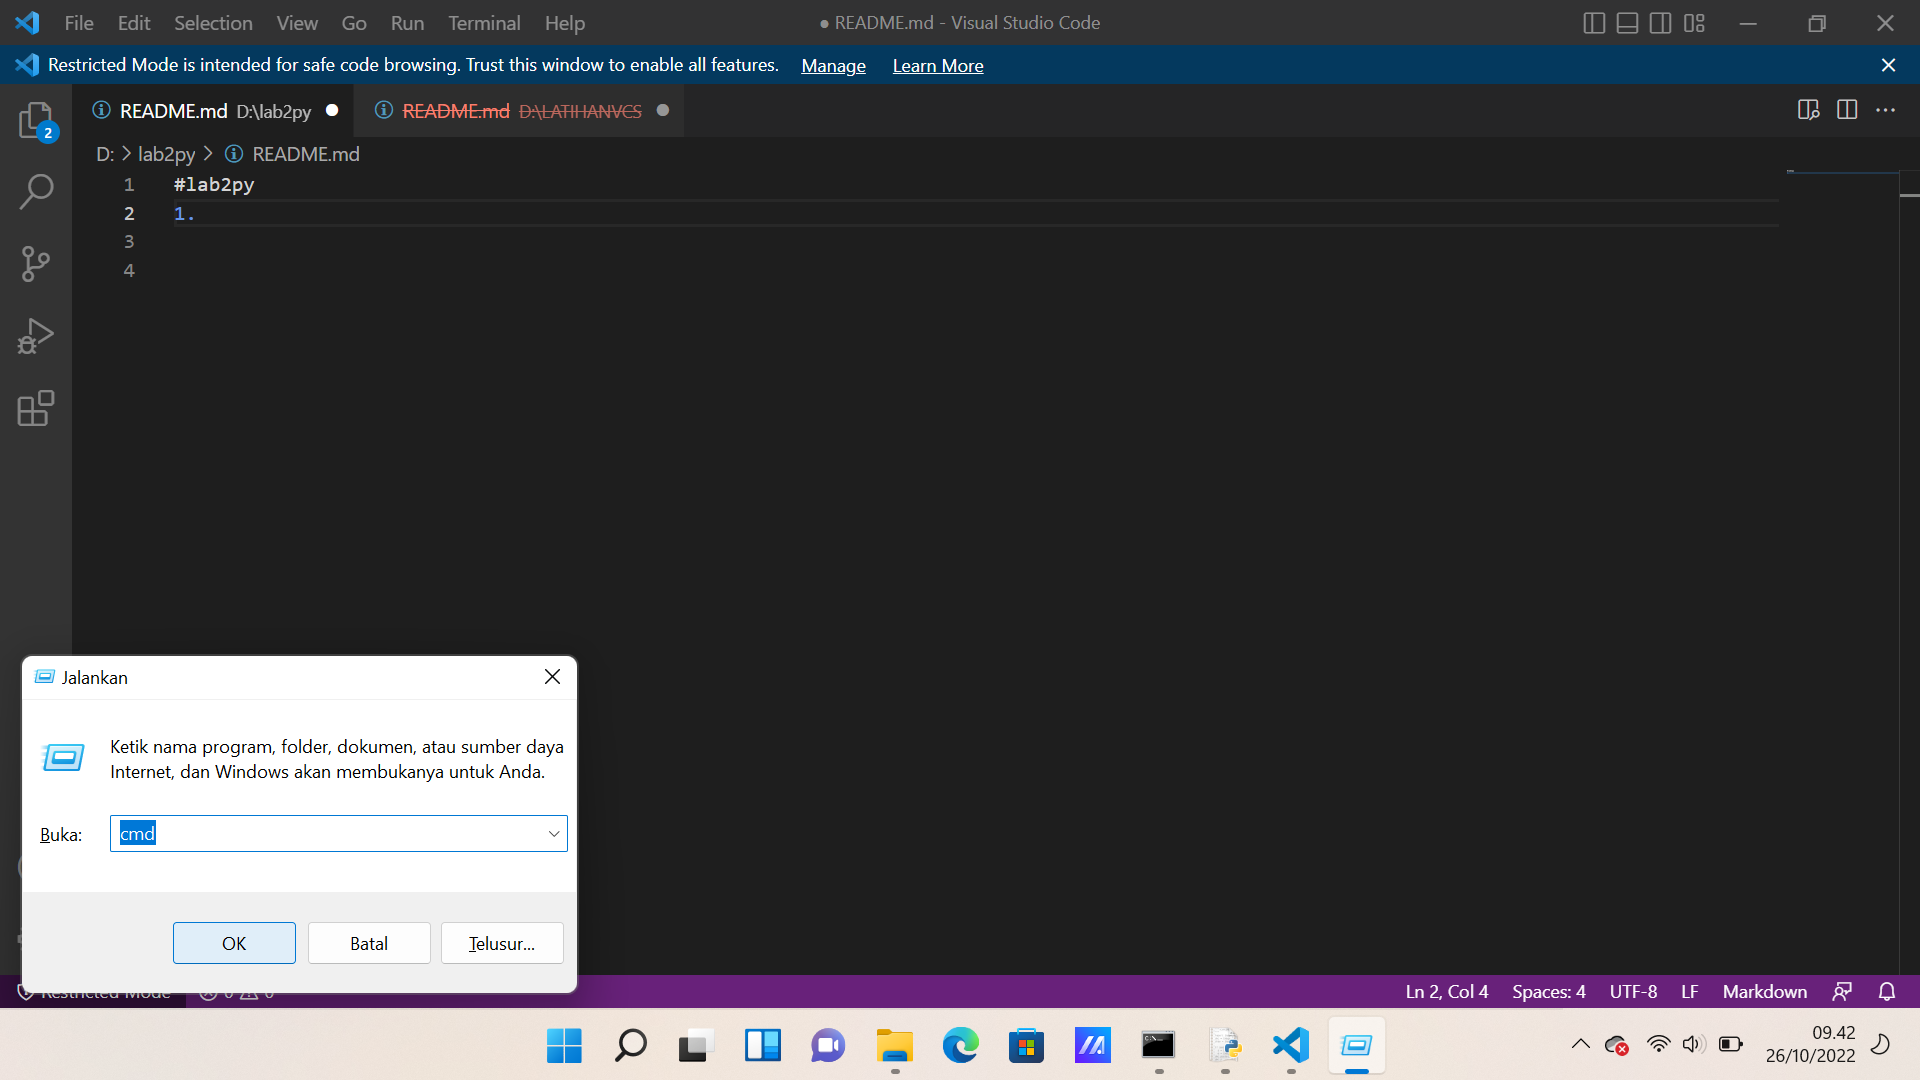 File Edit Selection View Go Run Terminal Help ● README.md - Visual Studio Code
Restricted Mode is intended for safe code browsing. Trust this window to enable all features. Manage Learn More
README.md D:\lab2py README.md D:\LATIHANVCS
2
D: > lab2py > README.md
1 #lab2py
2 1.
3
4
Jalankan
Ketik nama program, folder, dokumen, atau sumber daya
Internet, dan Windows akan membukanya untuk Anda.
Buka: cmd
OK Batal Telusur...
Restricted Mode 0 0 Ln 2, Col 4 Spaces: 4 UTF-8 LF Markdown
09.42
26/10/2022